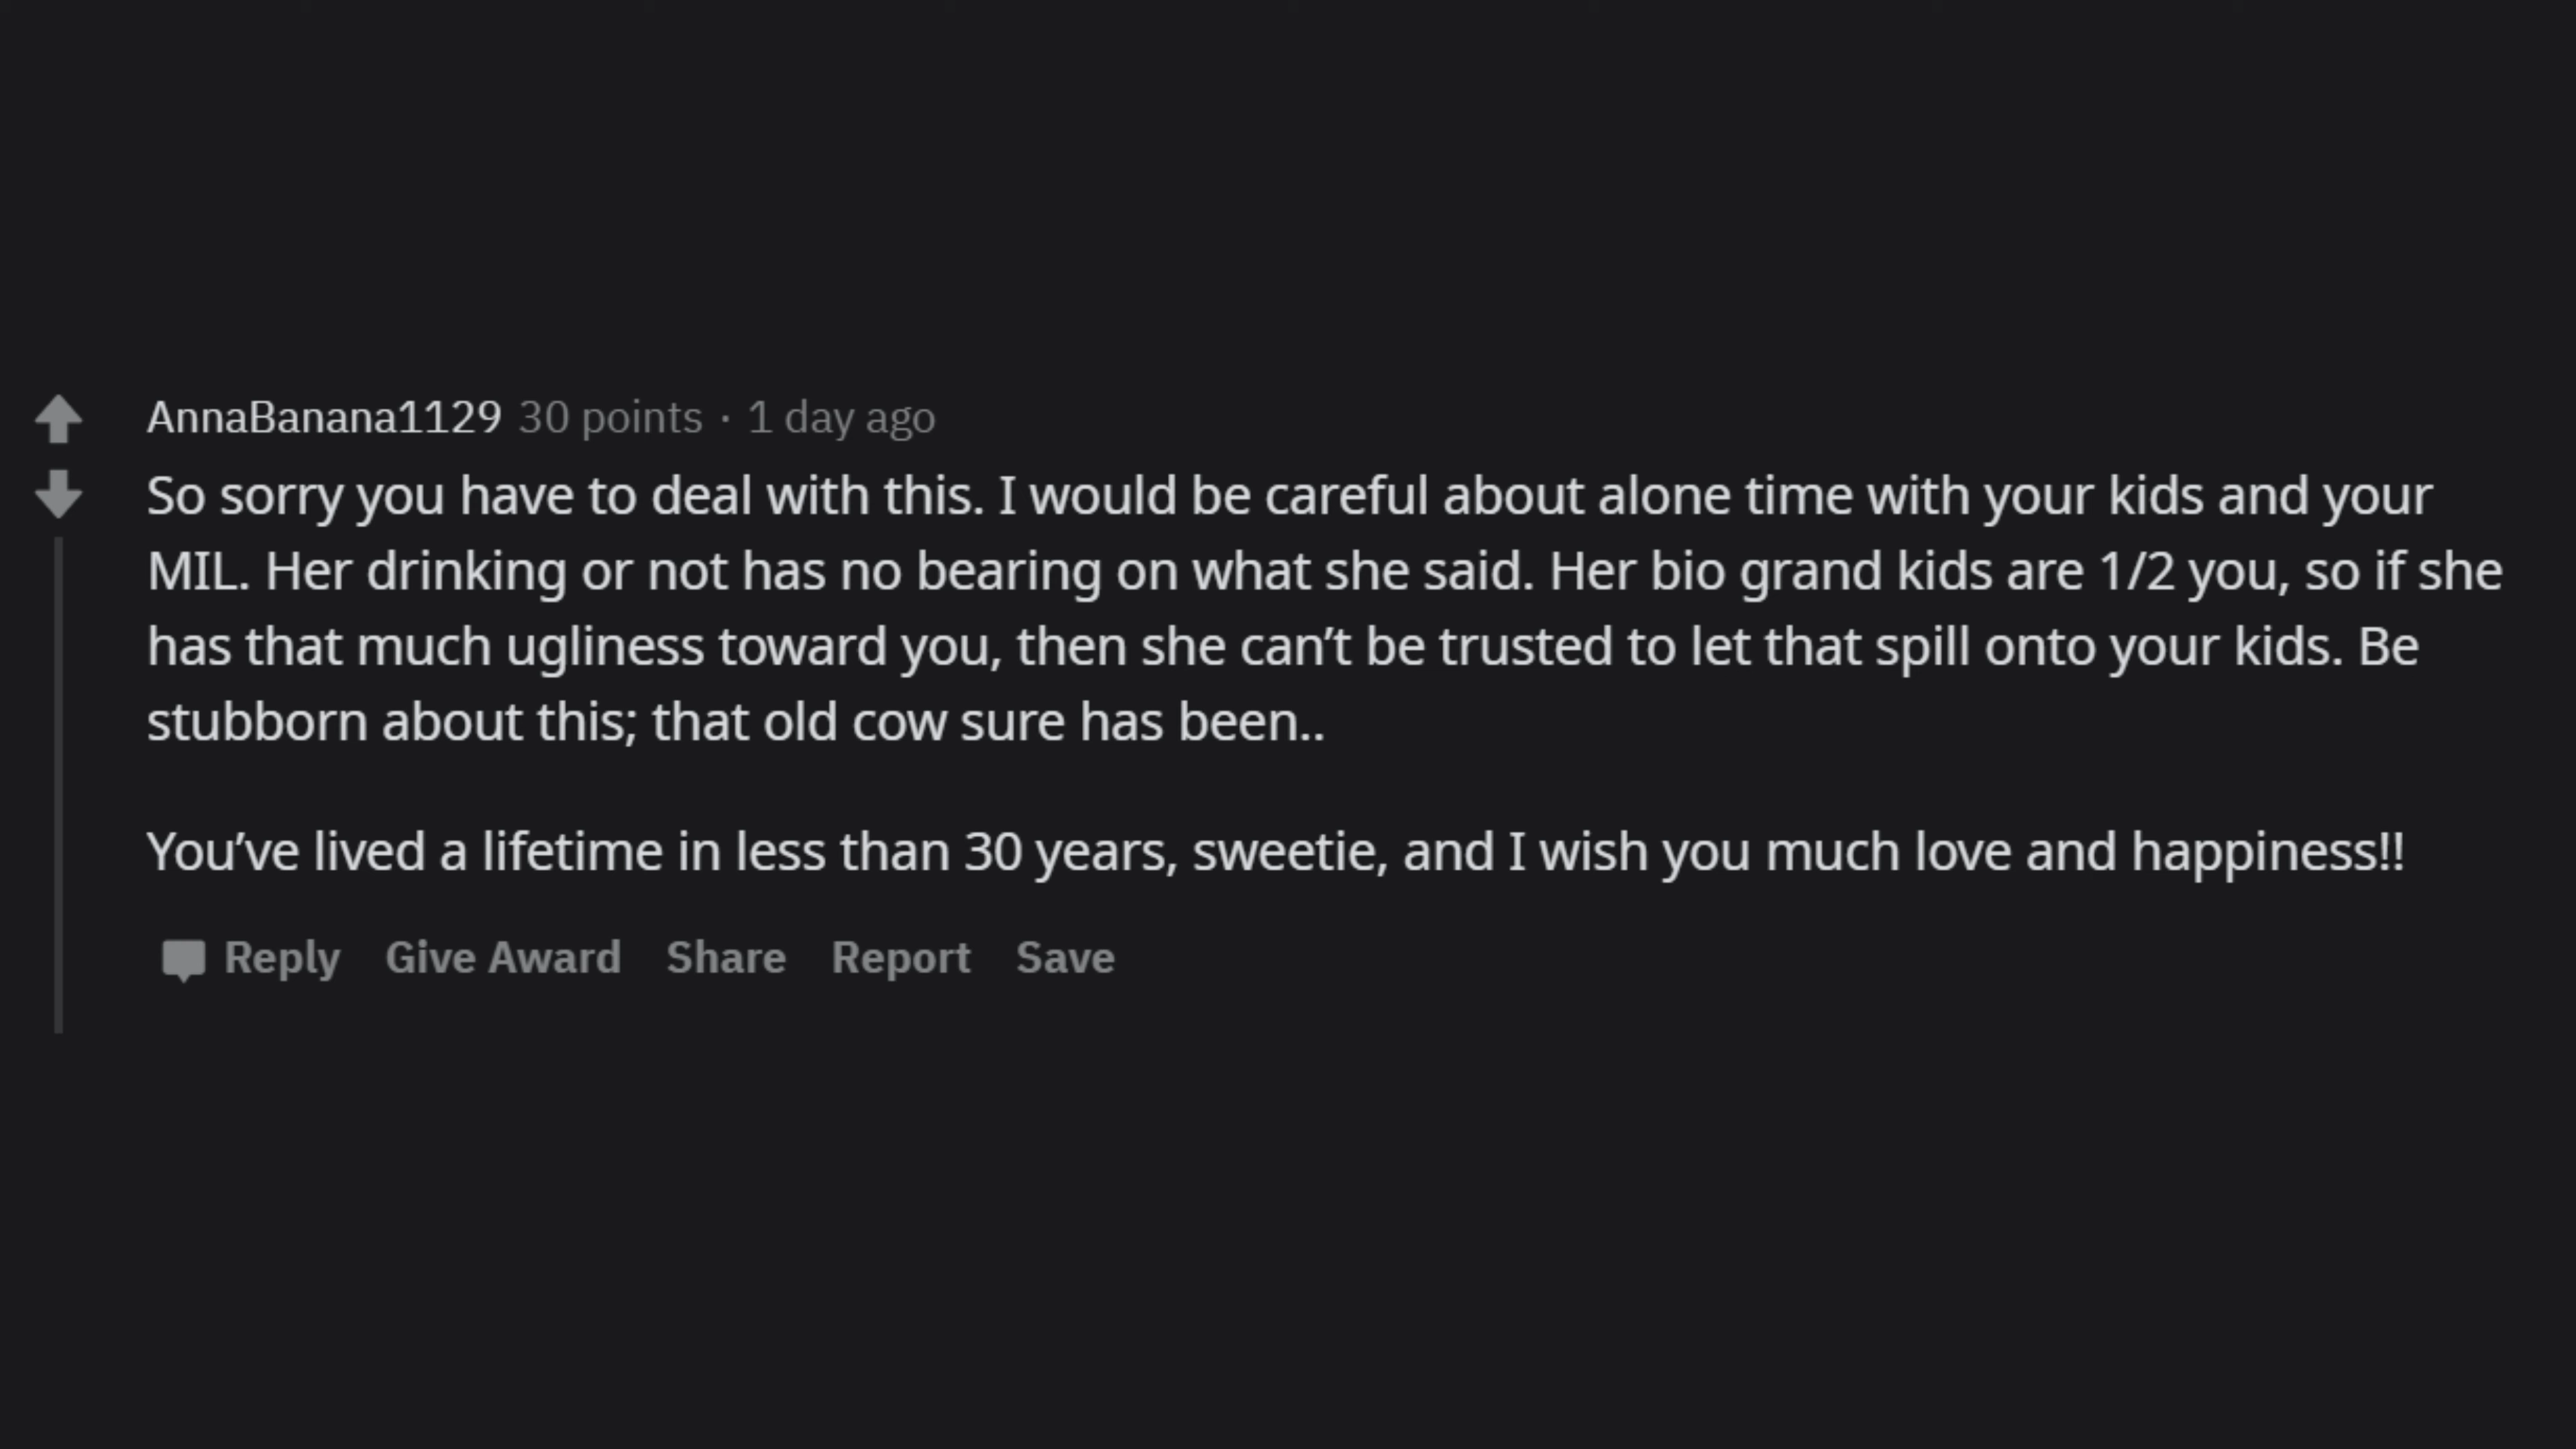 AnnaBanana1129 30 points · 1 day ago
So sorry you have to deal with this. I would be careful about alone time with your kids and your
MIL. Her drinking or not has no bearing on what she said. Her bio grand kids are 1/2 you, so if she
has that much ugliness toward you, then she can’t be trusted to let that spill onto your kids. Be
stubborn about this; that old cow sure has been..
You’ve lived a lifetime in less than 30 years, sweetie, and I wish you much love and happiness!!
Reply Give Award Share Report Save